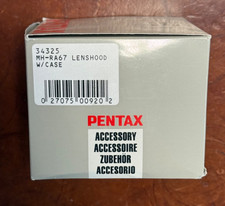 34325
MH-RA67 LENSHOOD
W/CASE
0 27075 00920 2
PENTAX
ACCESSORY
ACCESSOIRE
ZUBEHÖR
ACCESORIO